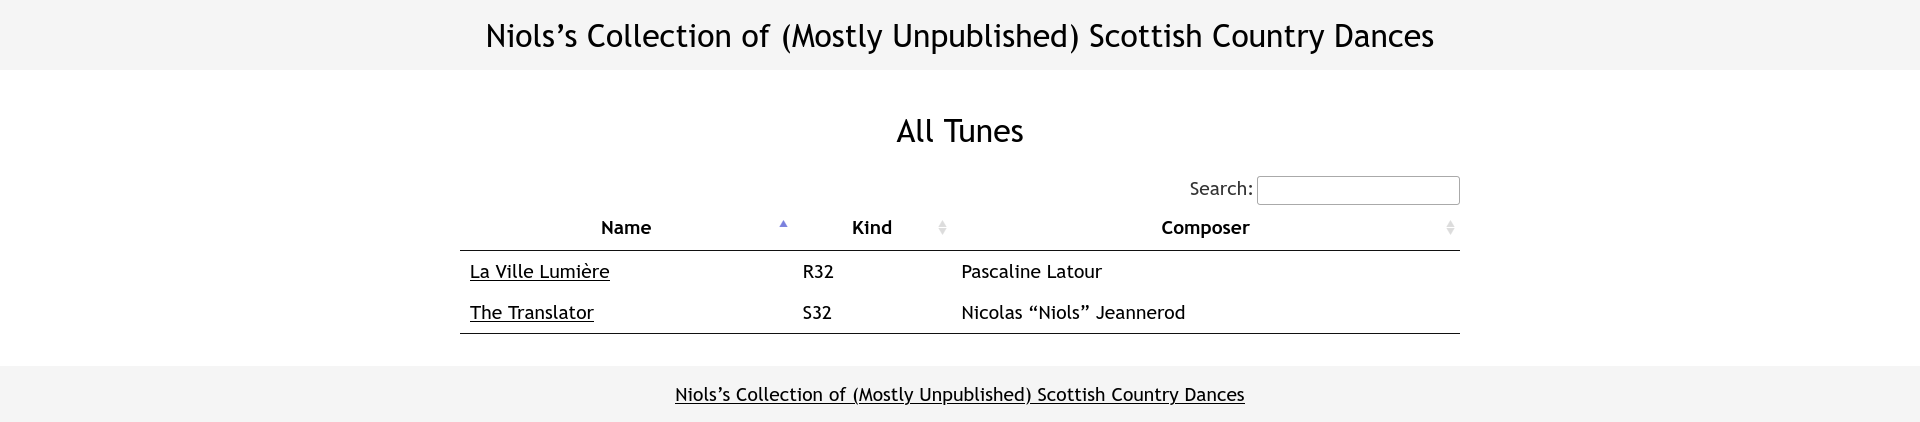 Niols’s Collection of (Mostly Unpublished) Scottish Country Dances
All Tunes
Search:
Name Kind Composer
La Ville Lumière R32 Pascaline Latour
The Translator S32 Nicolas “Niols” Jeannerod
Niols’s Collection of (Mostly Unpublished) Scottish Country Dances